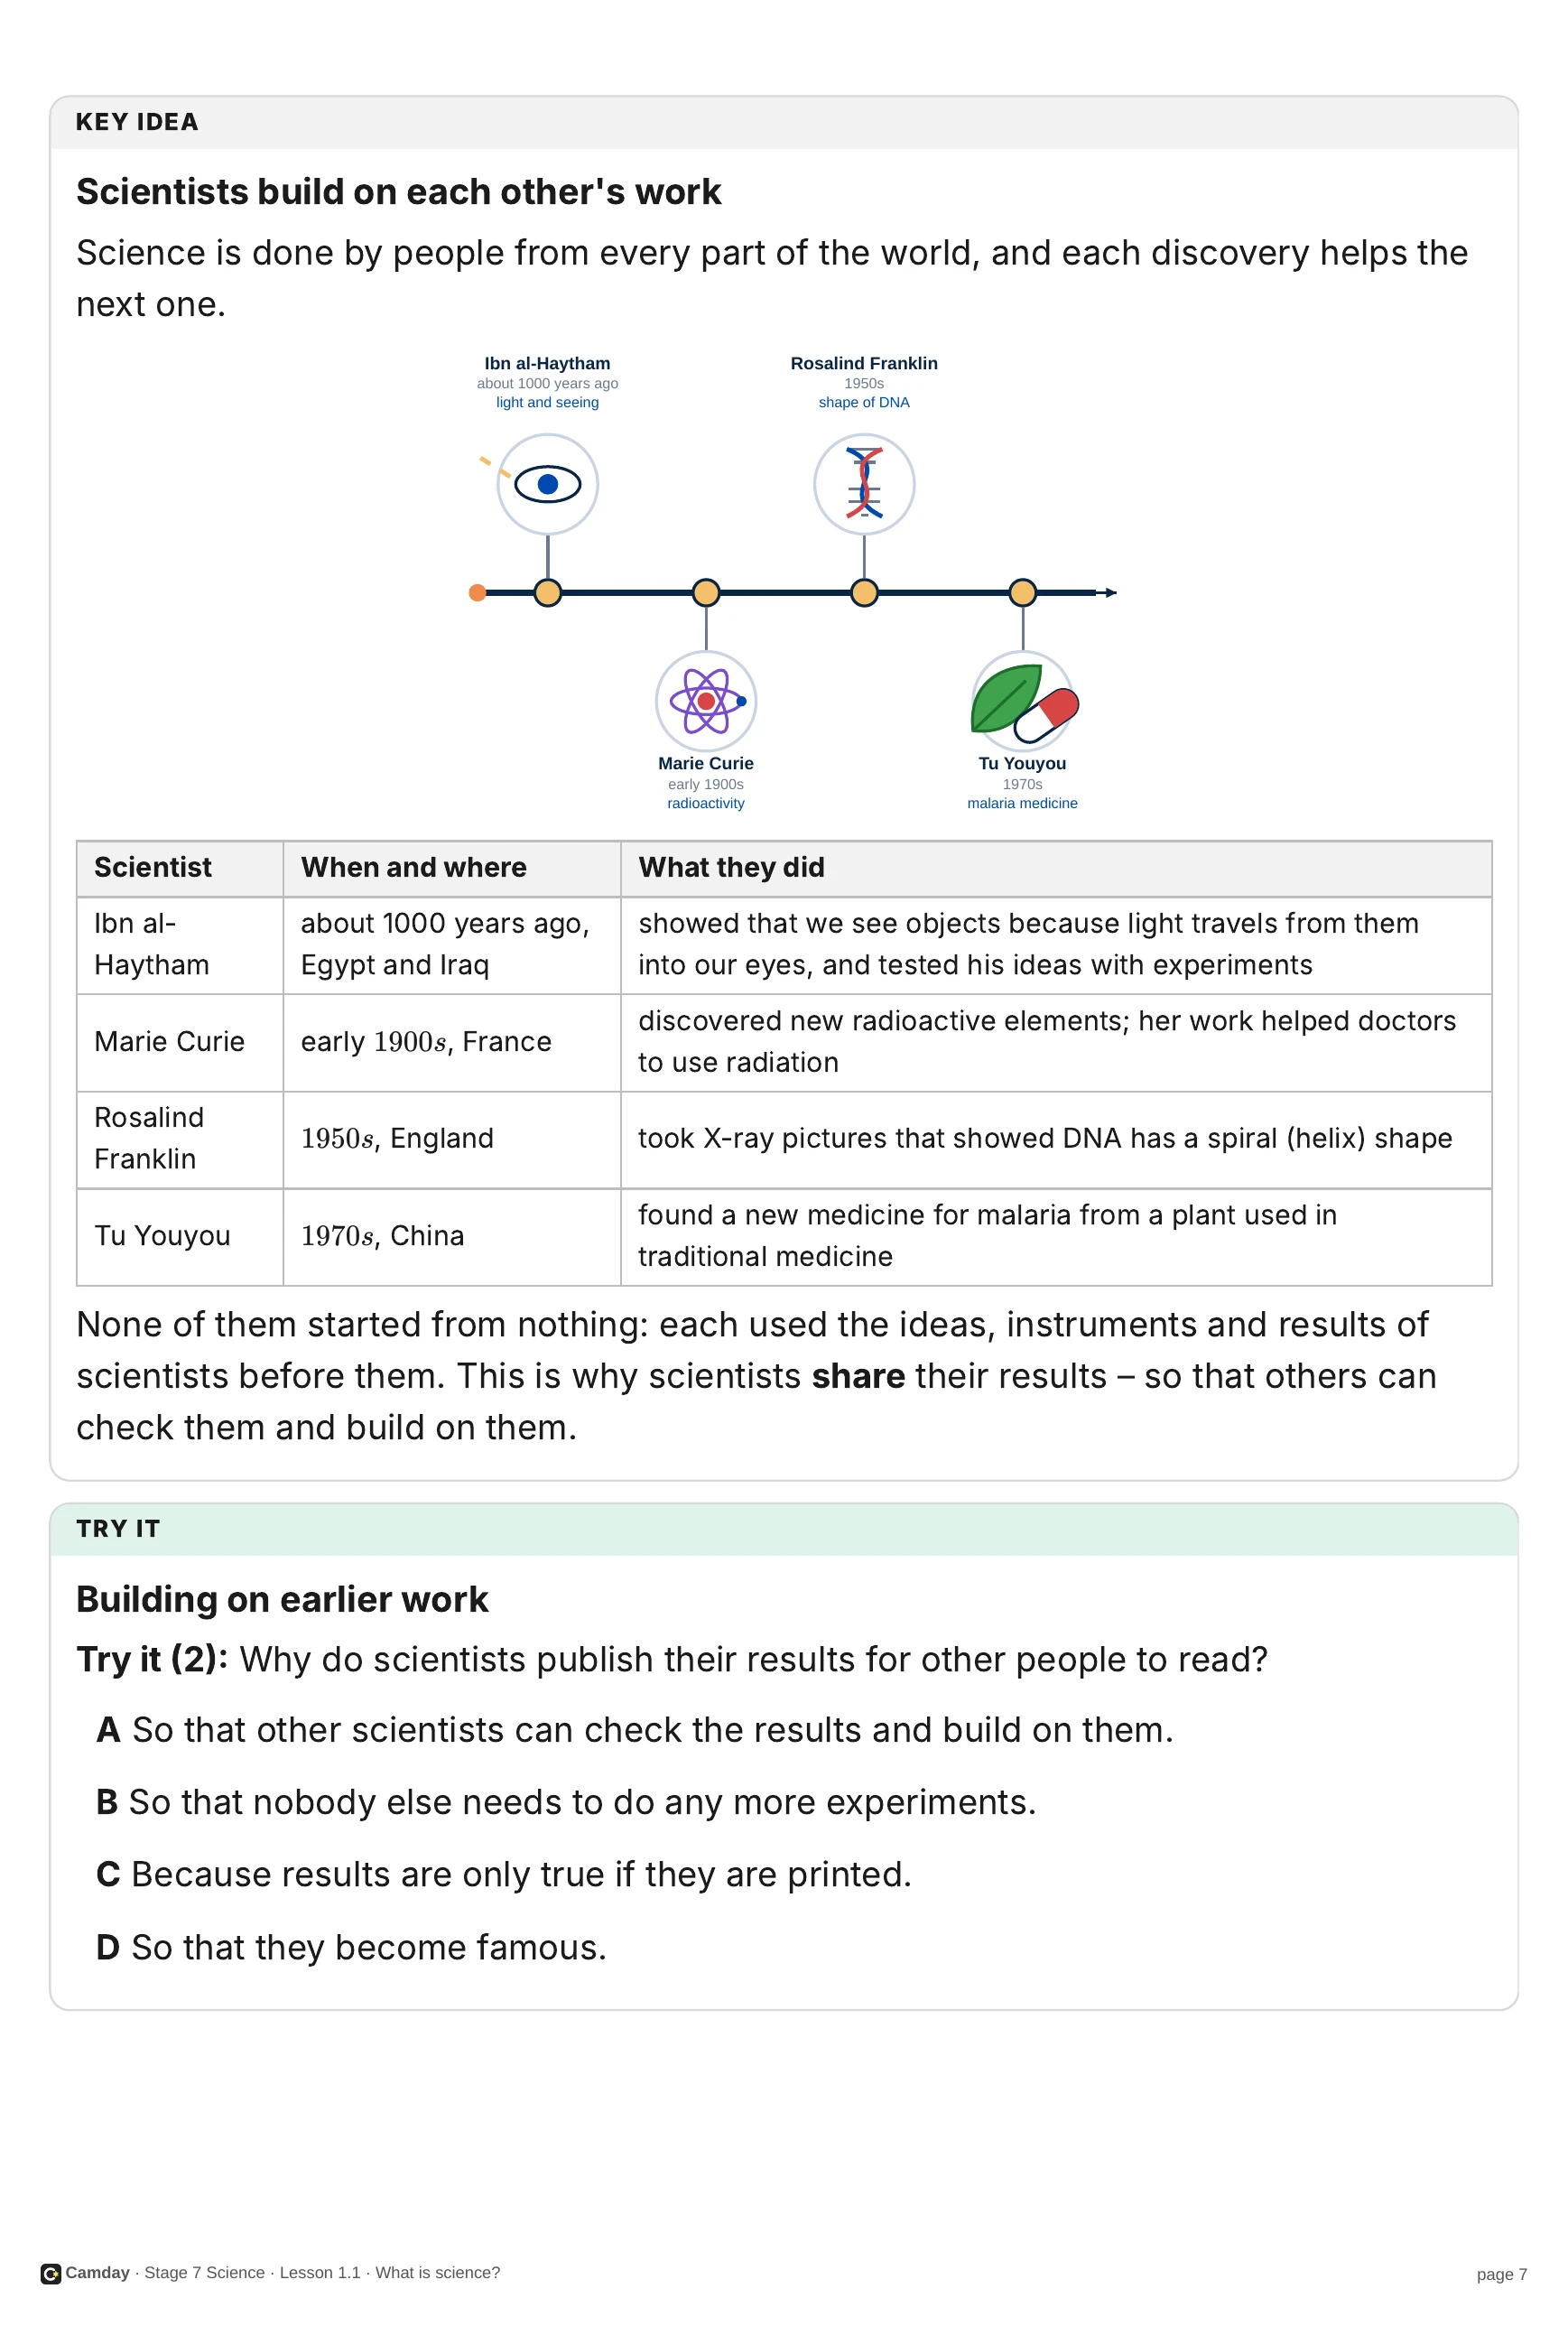 KEY IDEA
Scientists build on each other's work
Science is done by people from every part of the world, and each discovery helps the
next one.
Ibn al-Haytham
about 1000 years ago
light and seeing
Rosalind Franklin
1950s
shape of DNA
Marie Curie
early 1900s
radioactivity
Tu Youyou
1970s
malaria medicine
Scientist When and where What they did
Ibn al-
Haytham
about 1000 years ago,
Egypt and Iraq
showed that we see objects because light travels from them
into our eyes, and tested his ideas with experiments
Marie Curie
early 1900s, France
discovered new radioactive elements; her work helped doctors
to use radiation
Rosalind
Franklin
1950s, England
took X-ray pictures that showed DNA has a spiral (helix) shape
Tu Youyou
1970s, China
found a new medicine for malaria from a plant used in
traditional medicine
None of them started from nothing: each used the ideas, instruments and results of
scientists before them. This is why scientists share their results – so that others can
check them and build on them.
TRY IT
Building on earlier work
Try it (2): Why do scientists publish their results for other people to read?
A So that other scientists can check the results and build on them.
B So that nobody else needs to do any more experiments.
C Because results are only true if they are printed.
D So that they become famous.
Camday · Stage 7 Science · Lesson 1.1 · What is science?
page 7